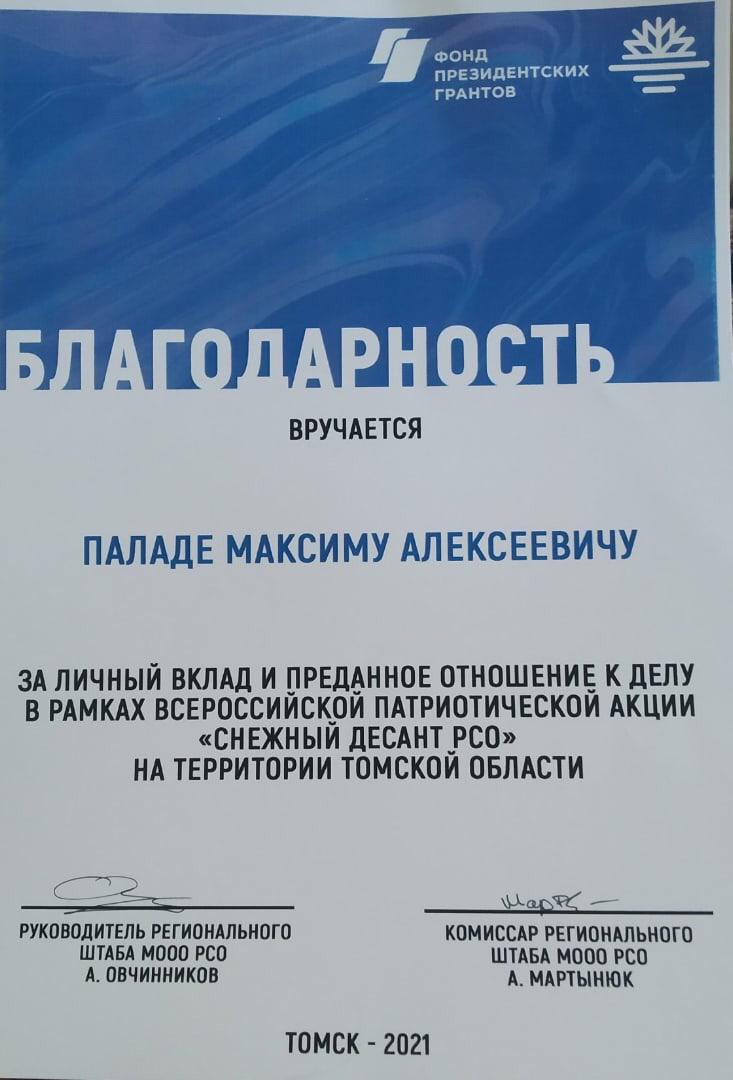 ФОНД
ПРЕЗИДЕНТСКИХ
ГРАНТОВ
БЛАГОДАРНОСТЬ
ВРУЧАЕТСЯ
ПАЛАДЕ МАКСИМУ АЛЕКСЕЕВИЧУ
ЗА ЛИЧНЫЙ ВКЛАД И ПРЕДАННОЕ ОТНОШЕНИЕ К ДЕЛУ
В РАМКАХ ВСЕРОССИЙСКОЙ ПАТРИОТИЧЕСКОЙ АКЦИИ
«СНЕЖНЫЙ ДЕСАНТ РСО»
НА ТЕРРИТОРИИ ТОМСКОЙ ОБЛАСТИ
РУКОВОДИТЕЛЬ РЕГИОНАЛЬНОГО
ШТАБА МООО РСО
А. ОВЧИННИКОВ
КОМИССАР РЕГИОНАЛЬНОГО
ШТАБА МООО РСО
А. МАРТЫНЮК
ТОМСК - 2021